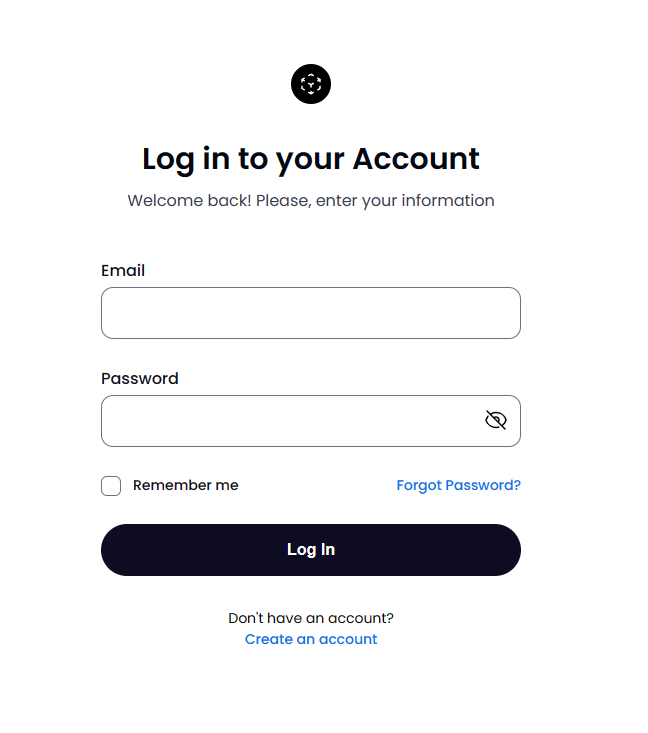 Log in to your Account
Welcome back! Please, enter your information
Email
Password
Remember me
Forgot Password?
Log In
Don't have an account?
Create an account